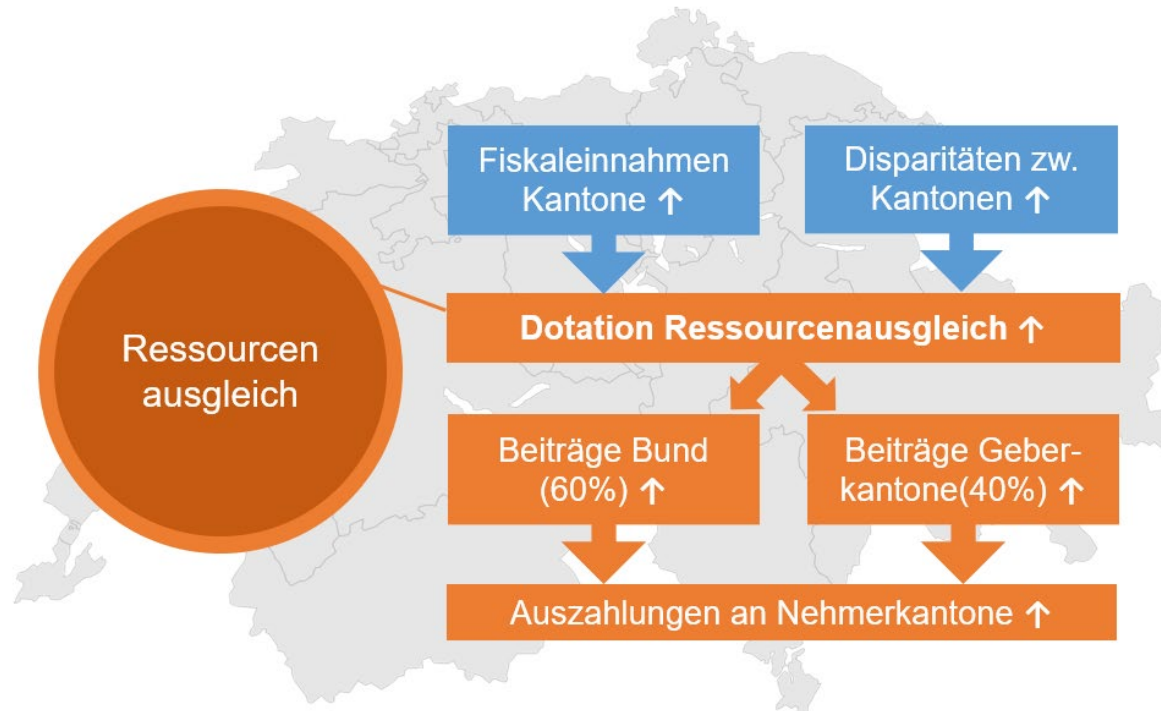 Ressourcen
ausgleich
Fiskaleinnahmen
Kantone ↑
Disparitäten zw.
Kantonen ↑
Dotation Ressourcenausgleich ↑
Beiträge Bund
(60%) ↑
Beiträge Geber-
kantone(40%) ↑
Auszahlungen an Nehmerkantone ↑